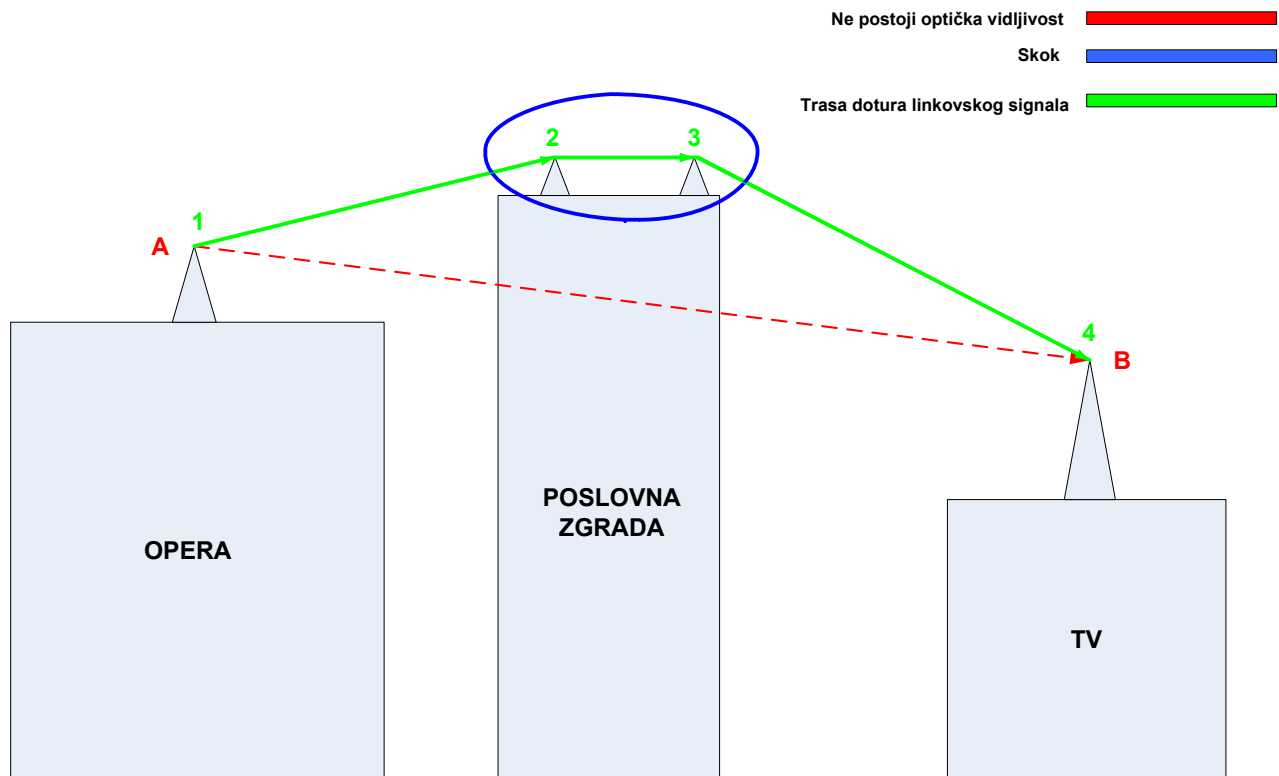 Ne postoji optička vidljivost
Skok
Trasa dotura linkovskog signala
2
3
1
A
4
B
POSLOVNA
ZGRADA
OPERA
TV